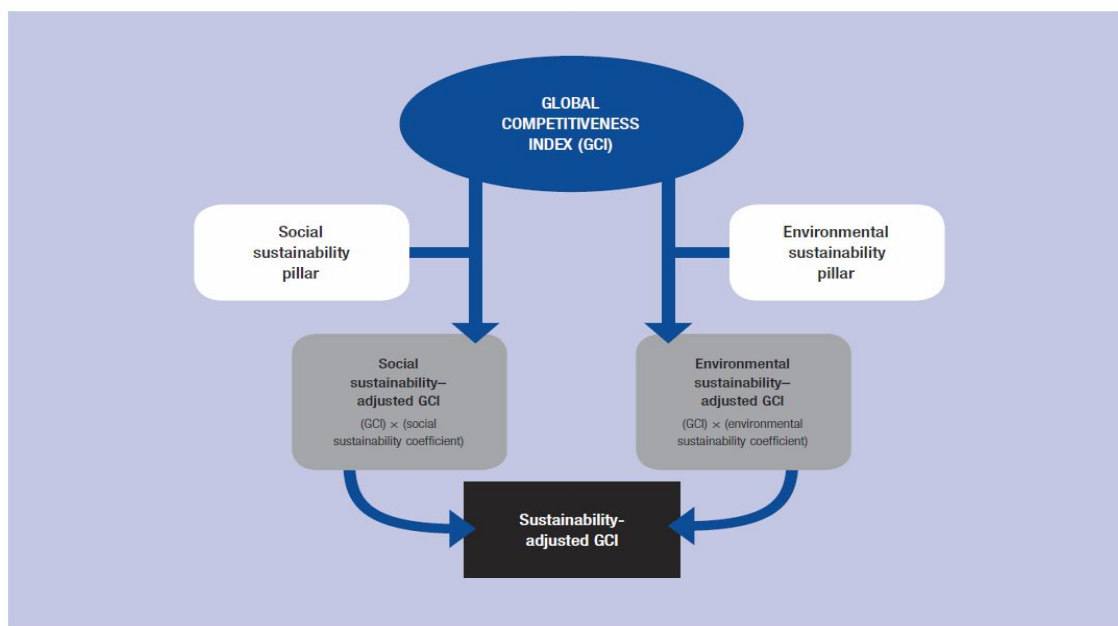 GLOBAL
COMPETITIVENESS
INDEX (GCI)
Social
sustainability
pillar
Environmental
sustainability
pillar
Social
sustainability–
adjusted GCI
(GCI) × (social
sustainability coefficient)
Environmental
sustainability–
adjusted GCI
(GCI) × (environmental
sustainability coefficient)
Sustainability-
adjusted GCI